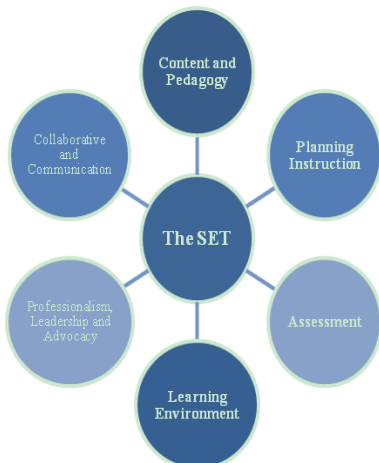 Content and
Pedagogy
Collaborative
and
Communication
Planning
Instruction
The SET
Professionalism,
Leadership and
Advocacy
Assessment
Learning
Environment